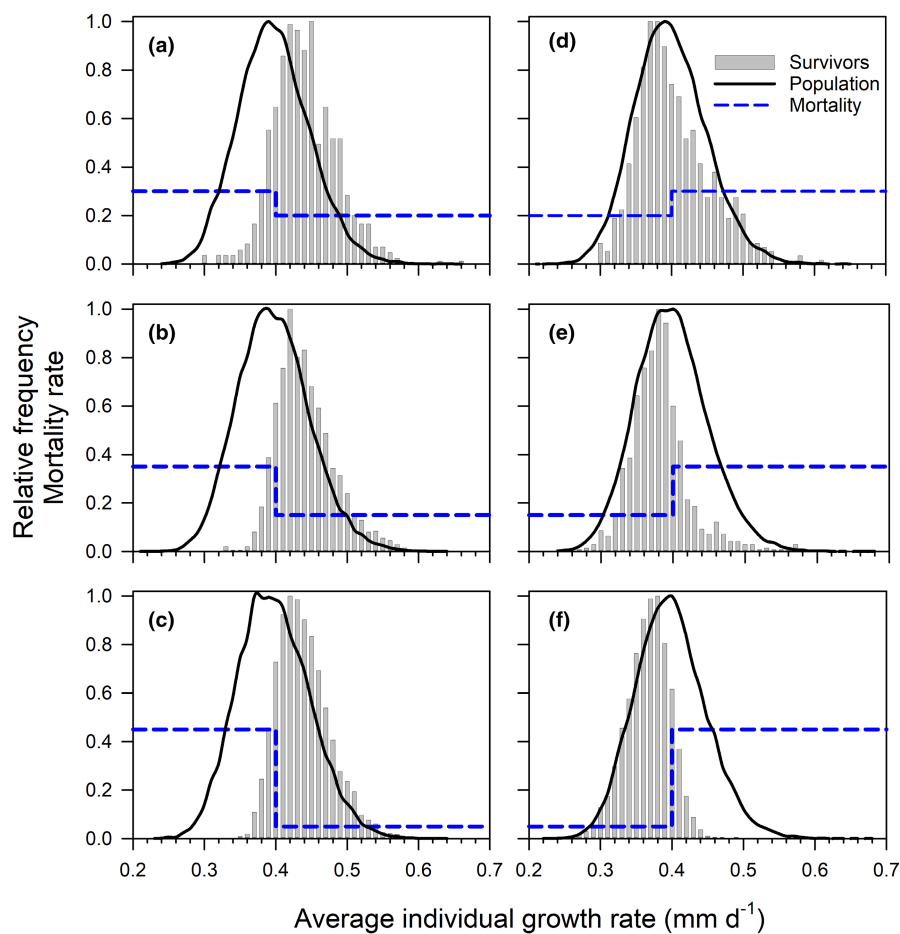 (a)
1.0
0.8
0.6
0.4
0.2
0.0
(d)
Survivors
Population
Mortality
(b)
1.0
0.8
0.6
0.4
0.2
0.0
(e)
(c)
1.0
0.8
0.6
0.4
0.2
0.0
(f)
0.2 0.3 0.4 0.5 0.6 0.7
0.2 0.3 0.4 0.5 0.6 0.7
Relative frequency
Mortality rate
Average individual growth rate (mm d⁻¹)